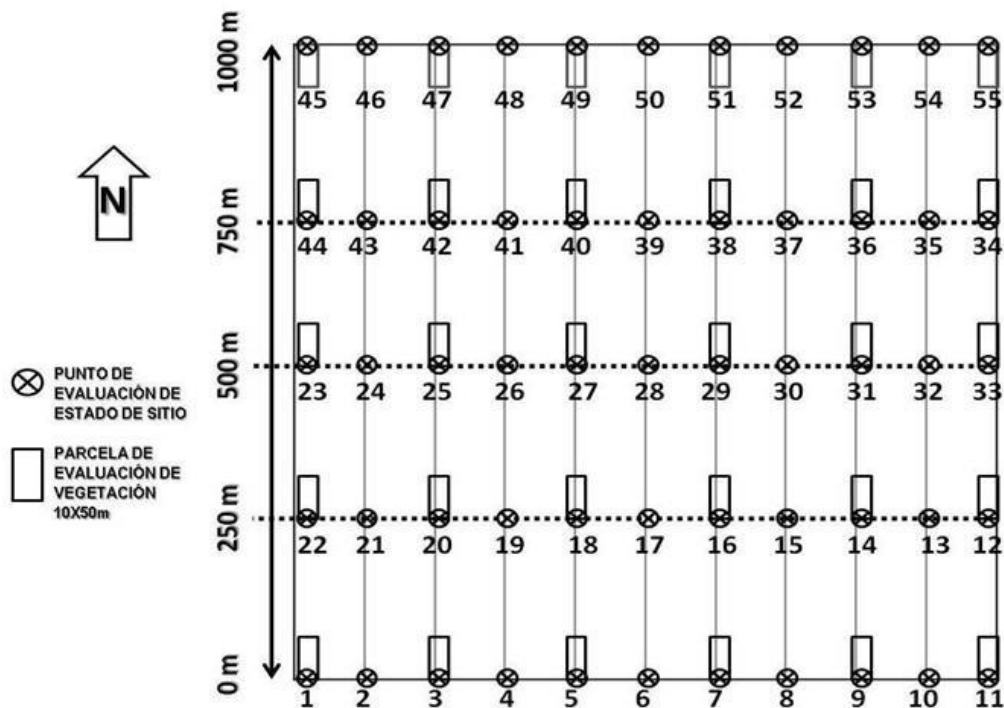 1000 m
45 46 47 48 49 50 51 52 53 54 55
N
750 m
44 43 42 41 40 39 38 37 36 35 34
500 m
23 24 25 26 27 28 29 30 31 32 33
PUNTO DE
EVALUACIÓN DE
ESTADO DE SITIO
PARCELA DE
EVALUACIÓN DE
VEGETACIÓN
10X50m
250 m
22 21 20 19 18 17 16 15 14 13 12
0 m
1 2 3 4 5 6 7 8 9 10 11